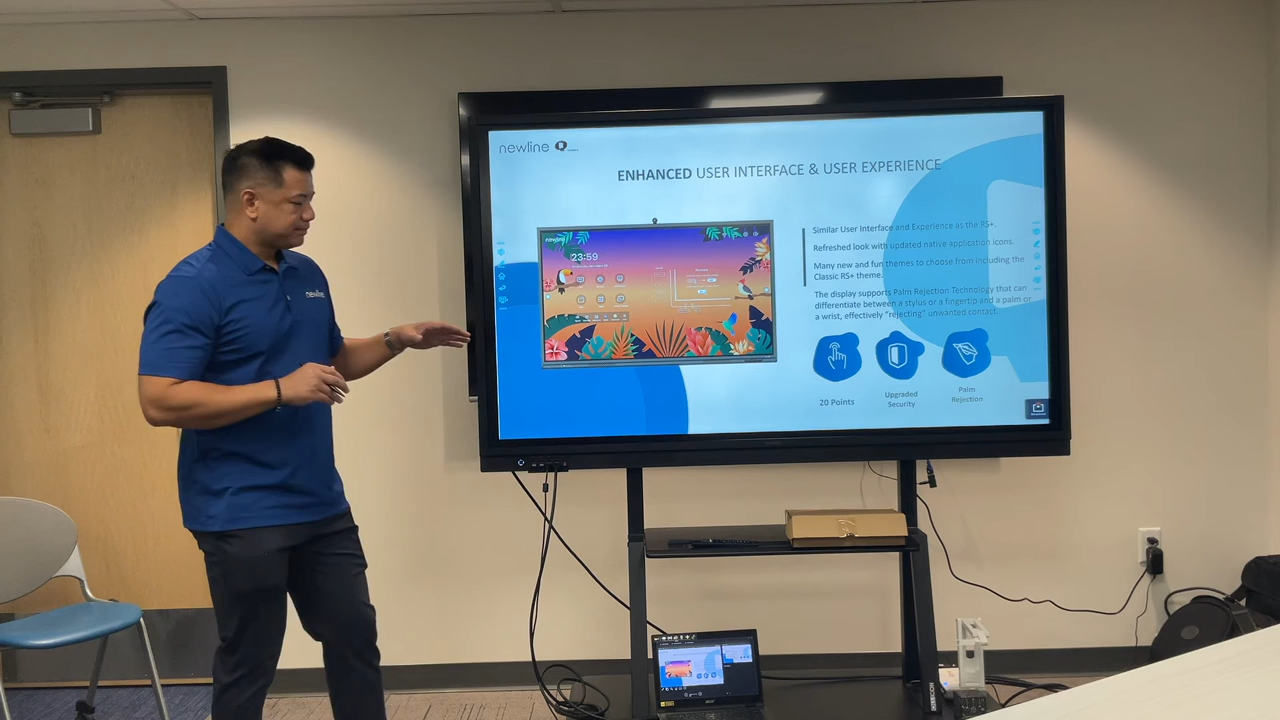 newline Q
ENHANCED USER INTERFACE & USER EXPERIENCE
newline
23:59
Similar User Interface and Experience as the RS+.
Refreshed look with updated native application icons.
Many new and fun themes to choose from including the
Classic RS+ theme.
The display supports Palm Rejection Technology that can
differentiate between a stylus or a fingertip and a palm or
a wrist, effectively "rejecting" unwanted contact.
20 Points
Upgraded
Security
Palm
Rejection
newline